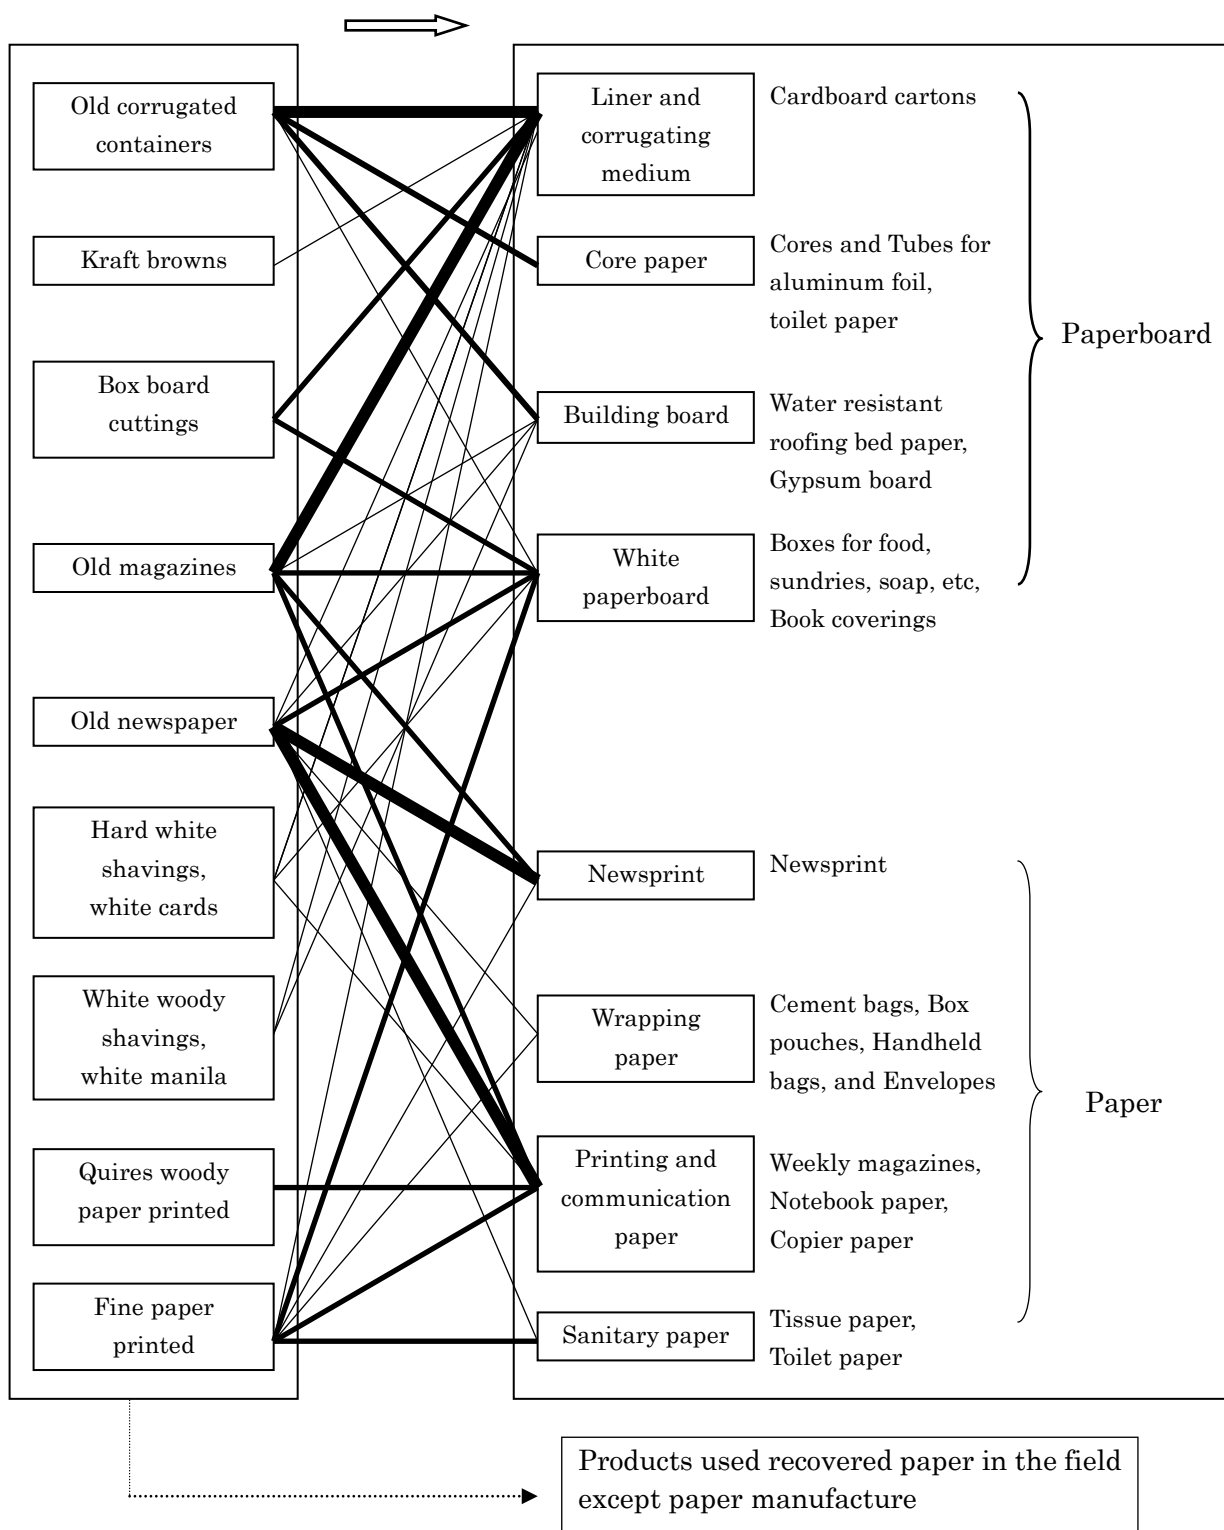 Old corrugated
containers
Kraft browns
Box board
cuttings
Old magazines
Old newspaper
Hard white
shavings,
white cards
White woody
shavings,
white manila
Quires woody
paper printed
Fine paper
printed
Liner and
corrugating
medium
Cardboard cartons
Core paper
Cores and Tubes for
aluminum foil,
toilet paper
Building board
Water resistant
roofing bed paper,
Gypsum board
White
paperboard
Boxes for food,
sundries, soap, etc,
Book coverings
Paperboard
Newsprint
Newsprint
Wrapping
paper
Cement bags, Box
pouches, Handheld
bags, and Envelopes
Printing and
communication
paper
Weekly magazines,
Notebook paper,
Copier paper
Sanitary paper
Tissue paper,
Toilet paper
Paper
Products used recovered paper in the field
except paper manufacture